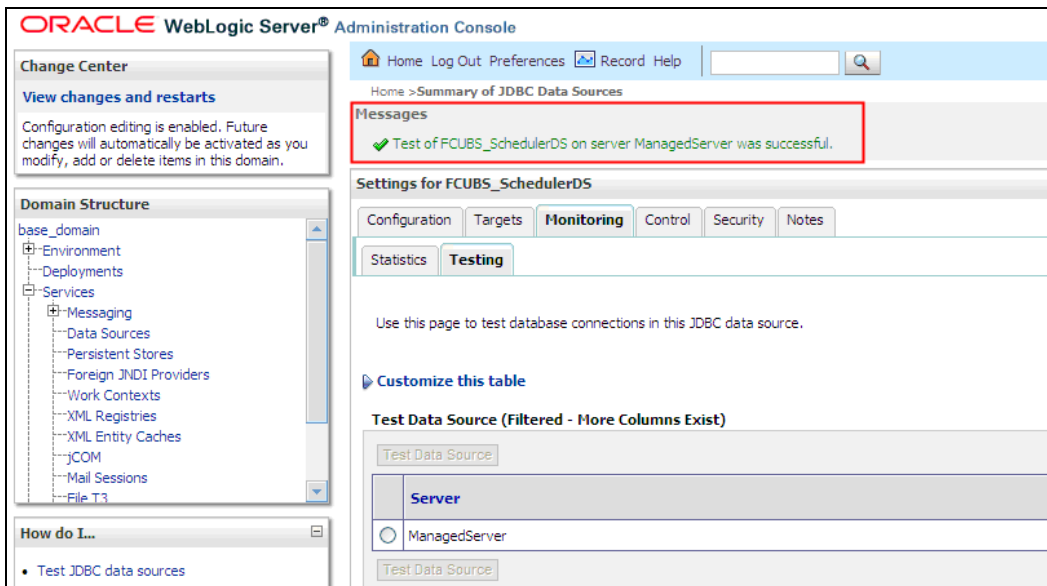 ORACLE WebLogic Server® Administration Console
Change Center
View changes and restarts
Configuration editing is enabled. Future
changes will automatically be activated as you
modify, add or delete items in this domain.
Domain Structure
base_domain
Environment
Deployments
Services
Messaging
Data Sources
Persistent Stores
Foreign JNDI Providers
Work Contexts
XML Registries
XML Entity Caches
jCOM
Mail Sessions
File T3
How do I...
Test JDBC data sources
Home Log Out Preferences Record Help
Home >Summary of JDBC Data Sources
Messages
Test of FCUBS_SchedulerDS on server ManagedServer was successful.
Settings for FCUBS_SchedulerDS
Configuration Targets Monitoring Control Security Notes
Statistics Testing
Use this page to test database connections in this JDBC data source.
Customize this table
Test Data Source (Filtered - More Columns Exist)
Test Data Source
Server
ManagedServer
Test Data Source